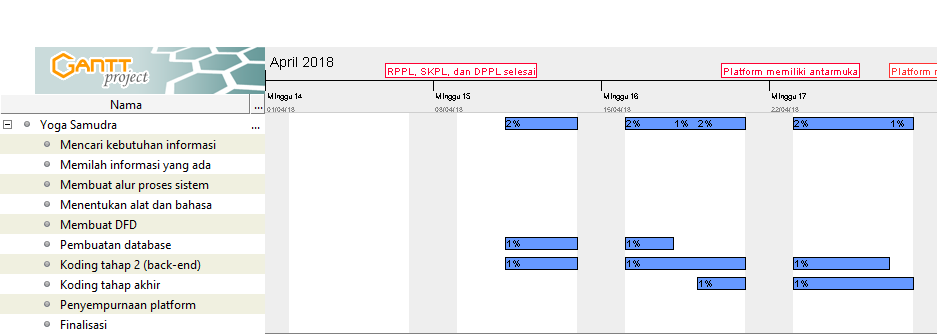 GANTT
project
April 2018
RPPL, SKPL, dan DPPL selesai
Platform memiliki antarmuka
Platform m
Nama ...
Minggu 14 Minggu 15 Minggu 16 Minggu 17
01/04/18 08/04/18 15/04/18 22/04/18
Yoga Samudra ... 2% 2% 1% 2% 2% 1%
Mencari kebutuhan informasi
Memilah informasi yang ada
Membuat alur proses sistem
Menentukan alat dan bahasa
Membuat DFD
Pembuatan database 1% 1%
Koding tahap 2 (back-end) 1% 1% 1%
Koding tahap akhir 1% 1%
Penyempurnaan platform
Finalisasi